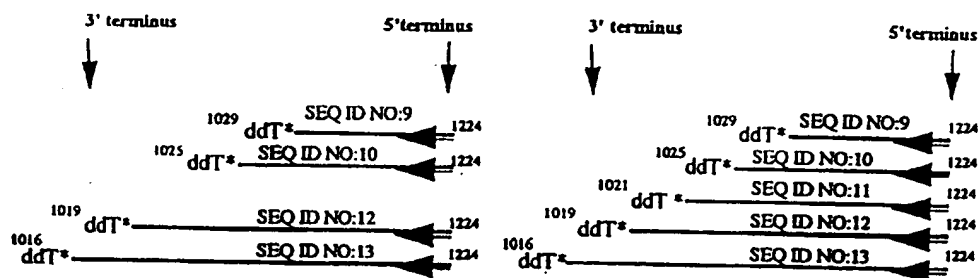 3' terminus 5'terminus
SEQ ID NO:9
1029 ddT* 1224
1025 ddT* SEQ ID NO:10 1224
1019 ddT* SEQ ID NO:12 1224
1016 ddT* SEQ ID NO:13 1224
3' terminus 5'terminus
1029 ddT* SEQ ID NO:9 1224
1025 ddT* SEQ ID NO:10 1224
1021 ddT* SEQ ID NO:11 1224
1019 ddT* SEQ ID NO:12 1224
1016 ddT* SEQ ID NO:13 1224